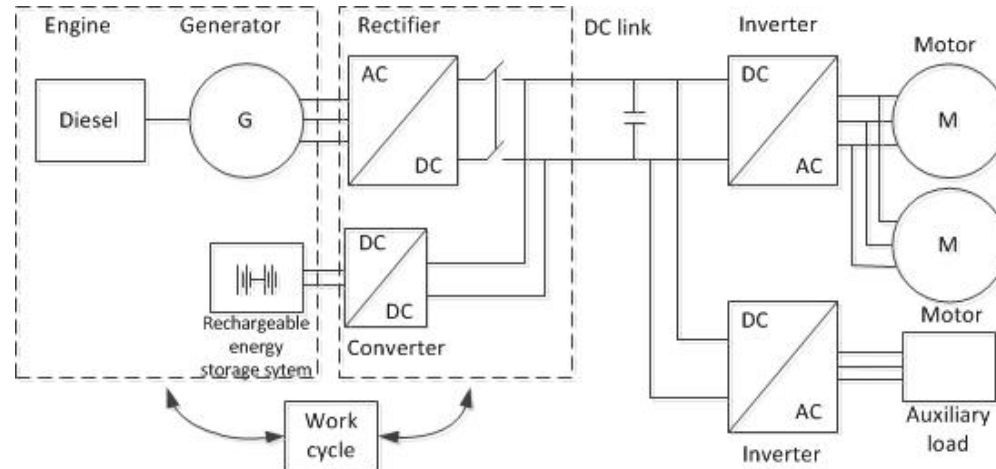 Engine
Generator
Rectifier
DC link
Inverter
Motor
Diesel
G
AC
DC
DC
AC
M
M
Motor
DC
DC
Rechargeable
energy
storage sytem
Converter
DC
AC
Inverter
Auxiliary
load
Work
cycle